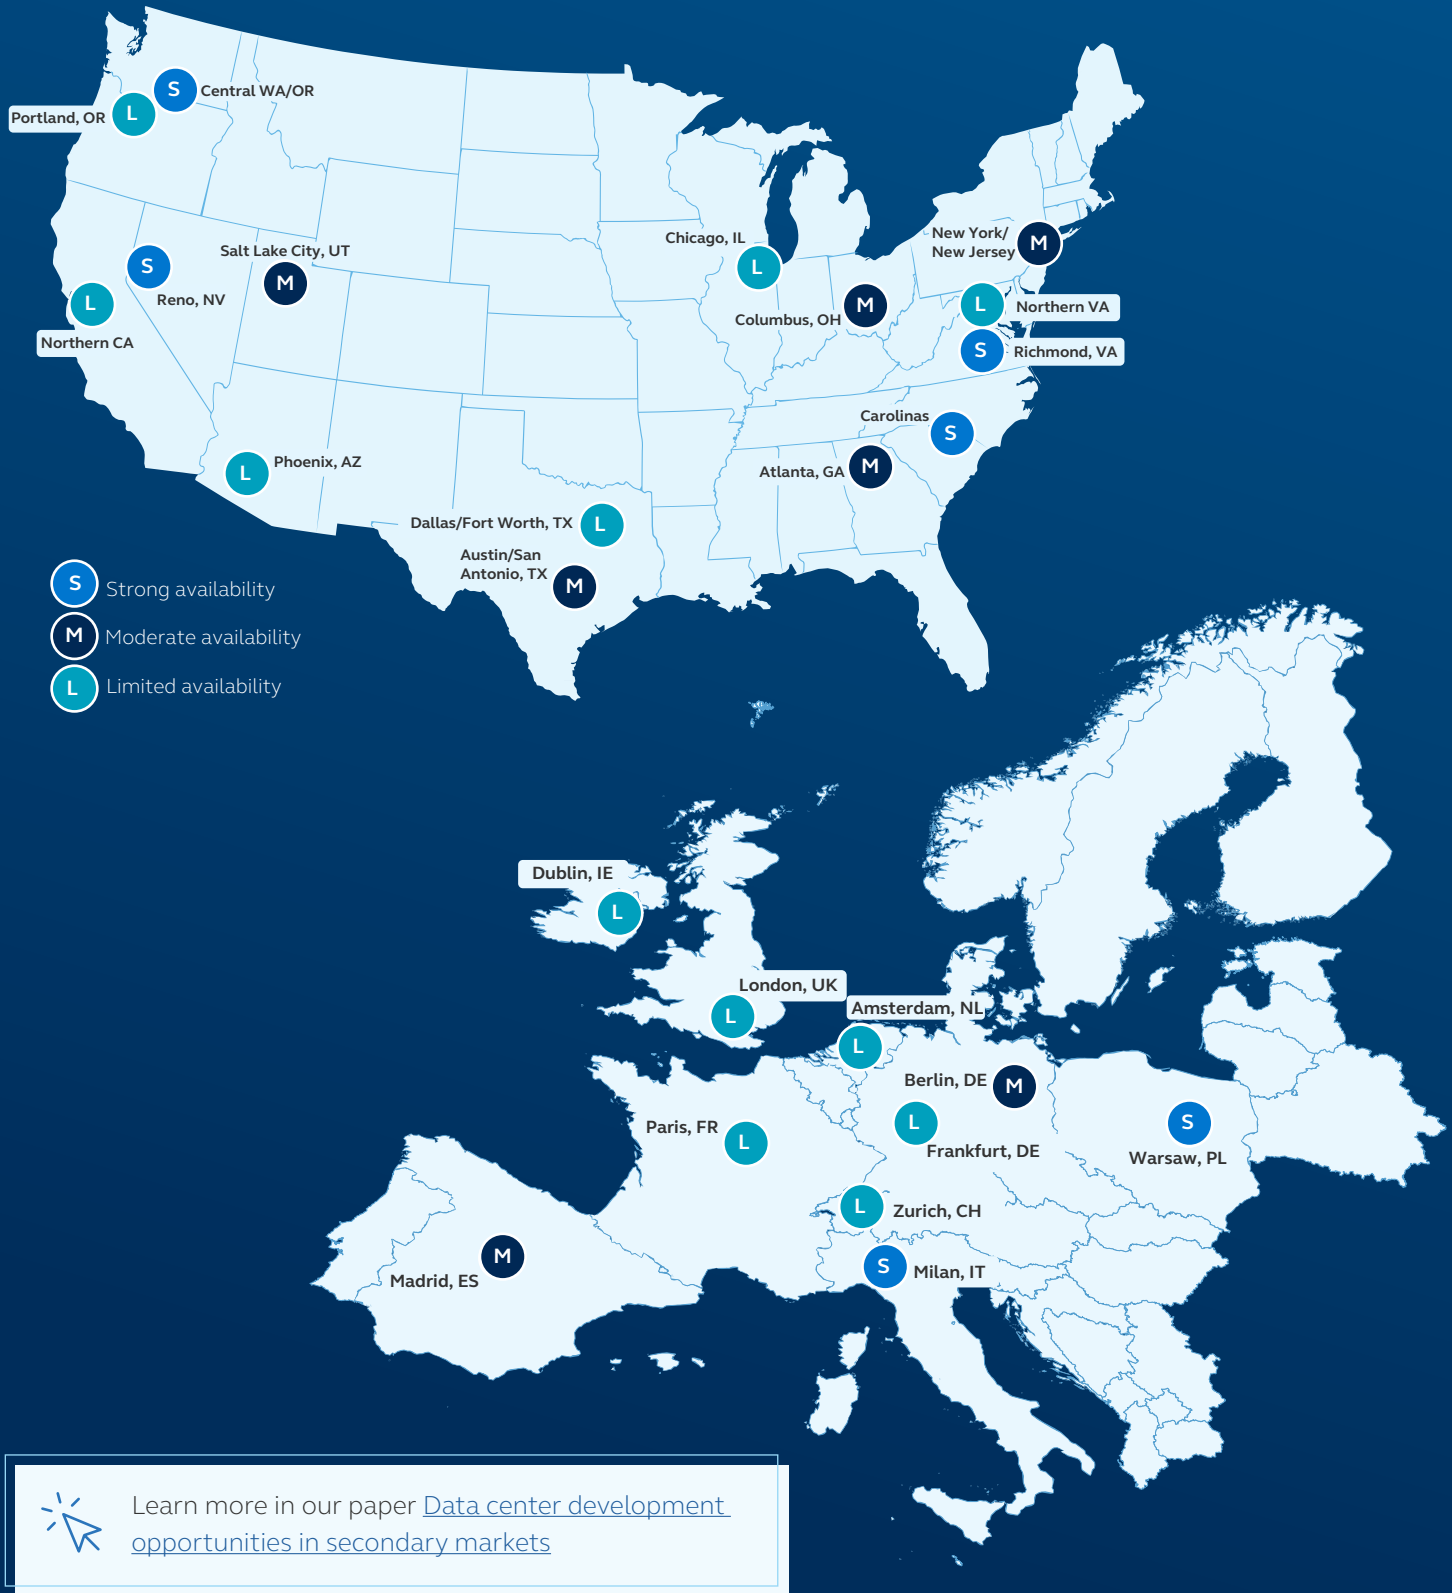 S
Central WA/OR
L
Portland, OR
New York/
New Jersey
M
Chicago, IL
L
Salt Lake City, UT
M
S
Reno, NV
L
Northern CA
Columbus, OH
M
L
Northern VA
S
Richmond, VA
Carolinas
S
Atlanta, GA
M
L
Phoenix, AZ
Dallas/Fort Worth, TX
L
Austin/San
Antonio, TX
M
S Strong availability
M Moderate availability
L Limited availability
Dublin, IE
L
London, UK
L
Amsterdam, NL
L
Berlin, DE
M
Paris, FR
L
L
Frankfurt, DE
S
Warsaw, PL
L
Zurich, CH
M
Madrid, ES
S
Milan, IT
Learn more in our paper Data center development
opportunities in secondary markets